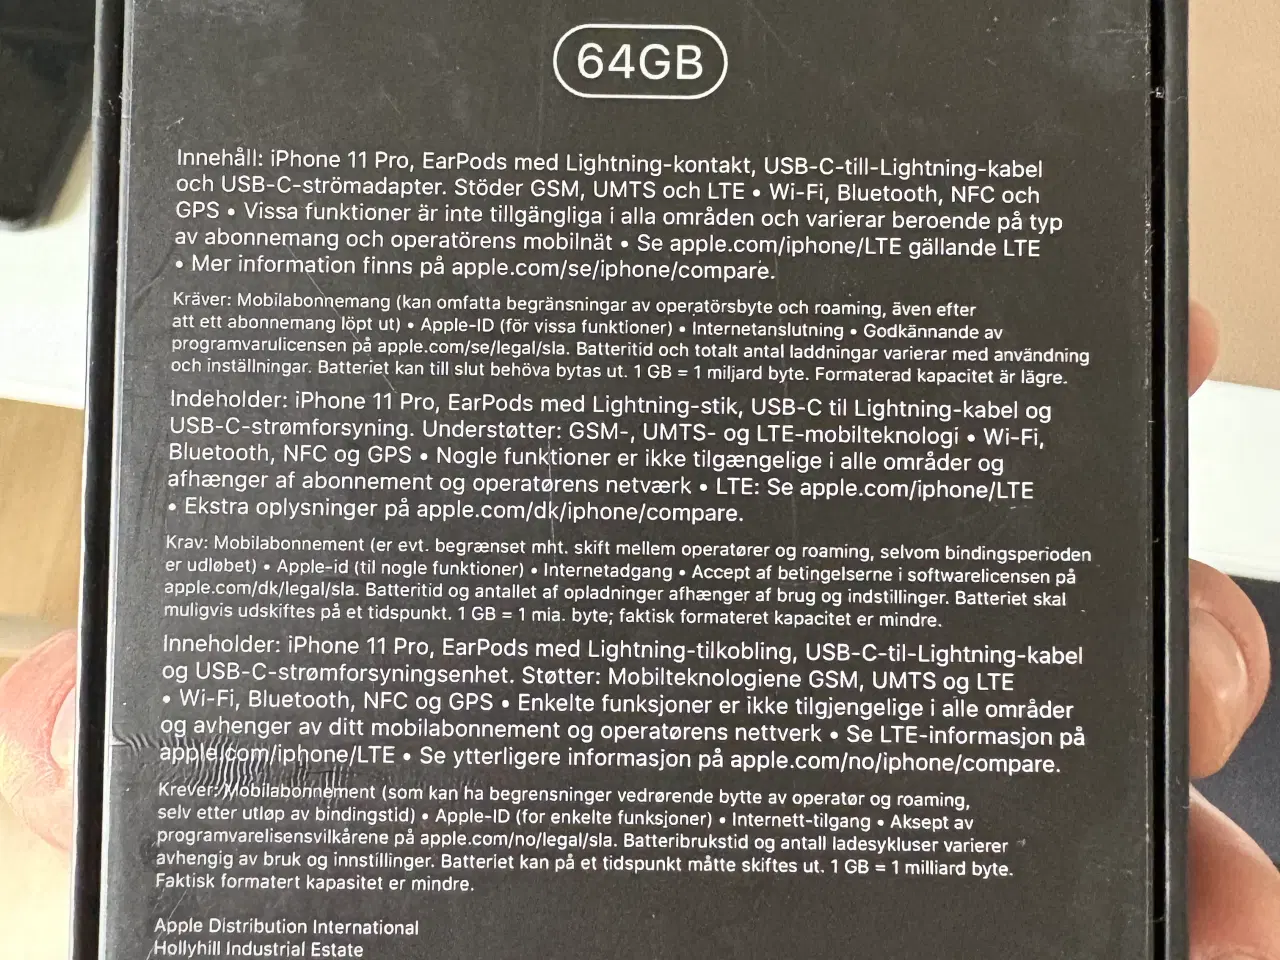 64GB
Innehåll: iPhone 11 Pro, EarPods med Lightning-kontakt, USB-C-till-Lightning-kabel
och USB-C-strömadapter. Stöder GSM, UMTS och LTE • Wi-Fi, Bluetooth, NFC och
GPS • Vissa funktioner är inte tillgängliga i alla områden och varierar beroende på typ
av abonnemang och operatörens mobilnät • Se apple.com/iphone/LTE gällande LTE
• Mer information finns på apple.com/se/iphone/compare.
Kräver: Mobilabonnemang (kan omfatta begränsningar av operatörsbyte och roaming, även efter
att ett abonnemang löpt ut) • Apple-ID (för vissa funktioner) • Internetanslutning • Godkännande av
programvarulicensen på apple.com/se/legal/sla. Batteritid och totalt antal laddningar varierar med användning
och inställningar. Batteriet kan till slut behöva bytas ut. 1 GB = 1 miljard byte. Formaterad kapacitet är lägre.
Indeholder: iPhone 11 Pro, EarPods med Lightning-stik, USB-C til Lightning-kabel og
USB-C-strømforsyning. Understøtter: GSM-, UMTS- og LTE-mobilteknologi • Wi-Fi,
Bluetooth, NFC og GPS • Nogle funktioner er ikke tilgængelige i alle områder og
afhænger af abonnement og operatørens netværk • LTE: Se apple.com/iphone/LTE
• Ekstra oplysninger på apple.com/dk/iphone/compare.
Krav: Mobilabonnement (er evt. begrænset mht. skift mellem operatører og roaming, selvom bindingsperioden
er udløbet) • Apple-id (til nogle funktioner) • Internetadgang • Accept af betingelserne i softwarelicensen på
apple.com/dk/legal/sla. Batteritid og antallet af opladninger afhænger af brug og indstillinger. Batteriet skal
muligvis udskiftes på et tidspunkt. 1 GB = 1 mia. byte; faktisk formateret kapacitet er mindre.
Inneholder: iPhone 11 Pro, EarPods med Lightning-tilkobling, USB-C-til-Lightning-kabel
og USB-C-strømforsyningsenhet. Støtter: Mobilteknologiene GSM, UMTS og LTE
• Wi-Fi, Bluetooth, NFC og GPS • Enkelte funksjoner er ikke tilgjengelige i alle områder
og avhenger av ditt mobilabonnement og operatørens nettverk • Se LTE-informasjon på
apple.com/iphone/LTE • Se ytterligere informasjon på apple.com/no/iphone/compare.
Krever: Mobilabonnement (som kan ha begrensninger vedrørende bytte av operatør og roaming,
selv etter utløp av bindingstid) • Apple-ID (for enkelte funksjoner) • Internett-tilgang • Aksept av
programvarelisensvilkårene på apple.com/no/legal/sla. Batteribrukstid og antall ladesykluser varierer
avhengig av bruk og innstillinger. Batteriet kan på et tidspunkt måtte skiftes ut. 1 GB = 1 milliard byte.
Faktisk formatert kapasitet er mindre.
Apple Distribution International
Hollyhill Industrial Estate